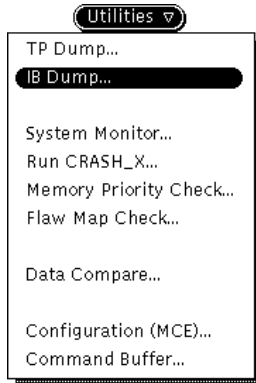 Utilities
TP Dump...
IB Dump...
System Monitor...
Run CRASH_X...
Memory Priority Check...
Flaw Map Check...
Data Compare...
Configuration (MCE)...
Command Buffer...